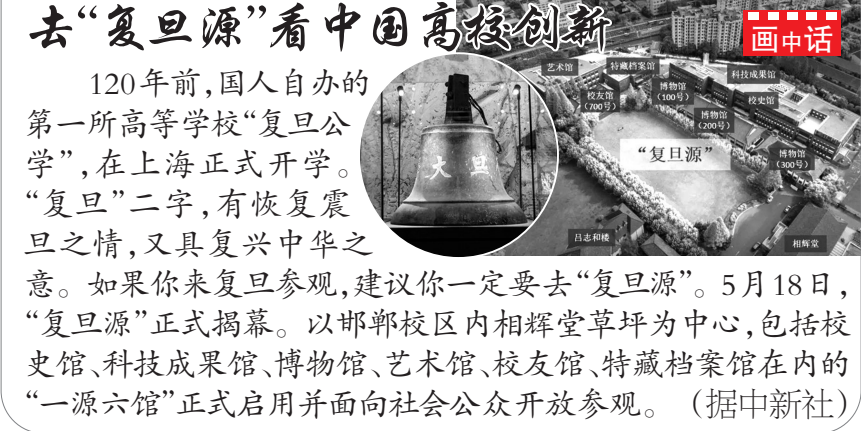 去“复旦源”看中国高校创新
画中话
120年前,国人自办的
第一所高等学校“复旦公
学”,在上海正式开学。
“复旦”二字,有恢复震
旦之情,又具复兴中华之
意。如果你来复旦参观,建议你一定要去“复旦源”。5月18日,
“复旦源”正式揭幕。以邯郸校区内相辉堂草坪为中心,包括校
史馆、科技成果馆、博物馆、艺术馆、校友馆、特藏档案馆在内的
“一源六馆”正式启用并面向社会公众开放参观。（据中新社）
大旦
艺术馆
特藏档案馆
科技成果馆
校友馆
(700号)
博物馆
(100号)
校史馆
博物馆
(200号)
“复旦源”
博物馆
(300号)
吕志和楼
相辉堂